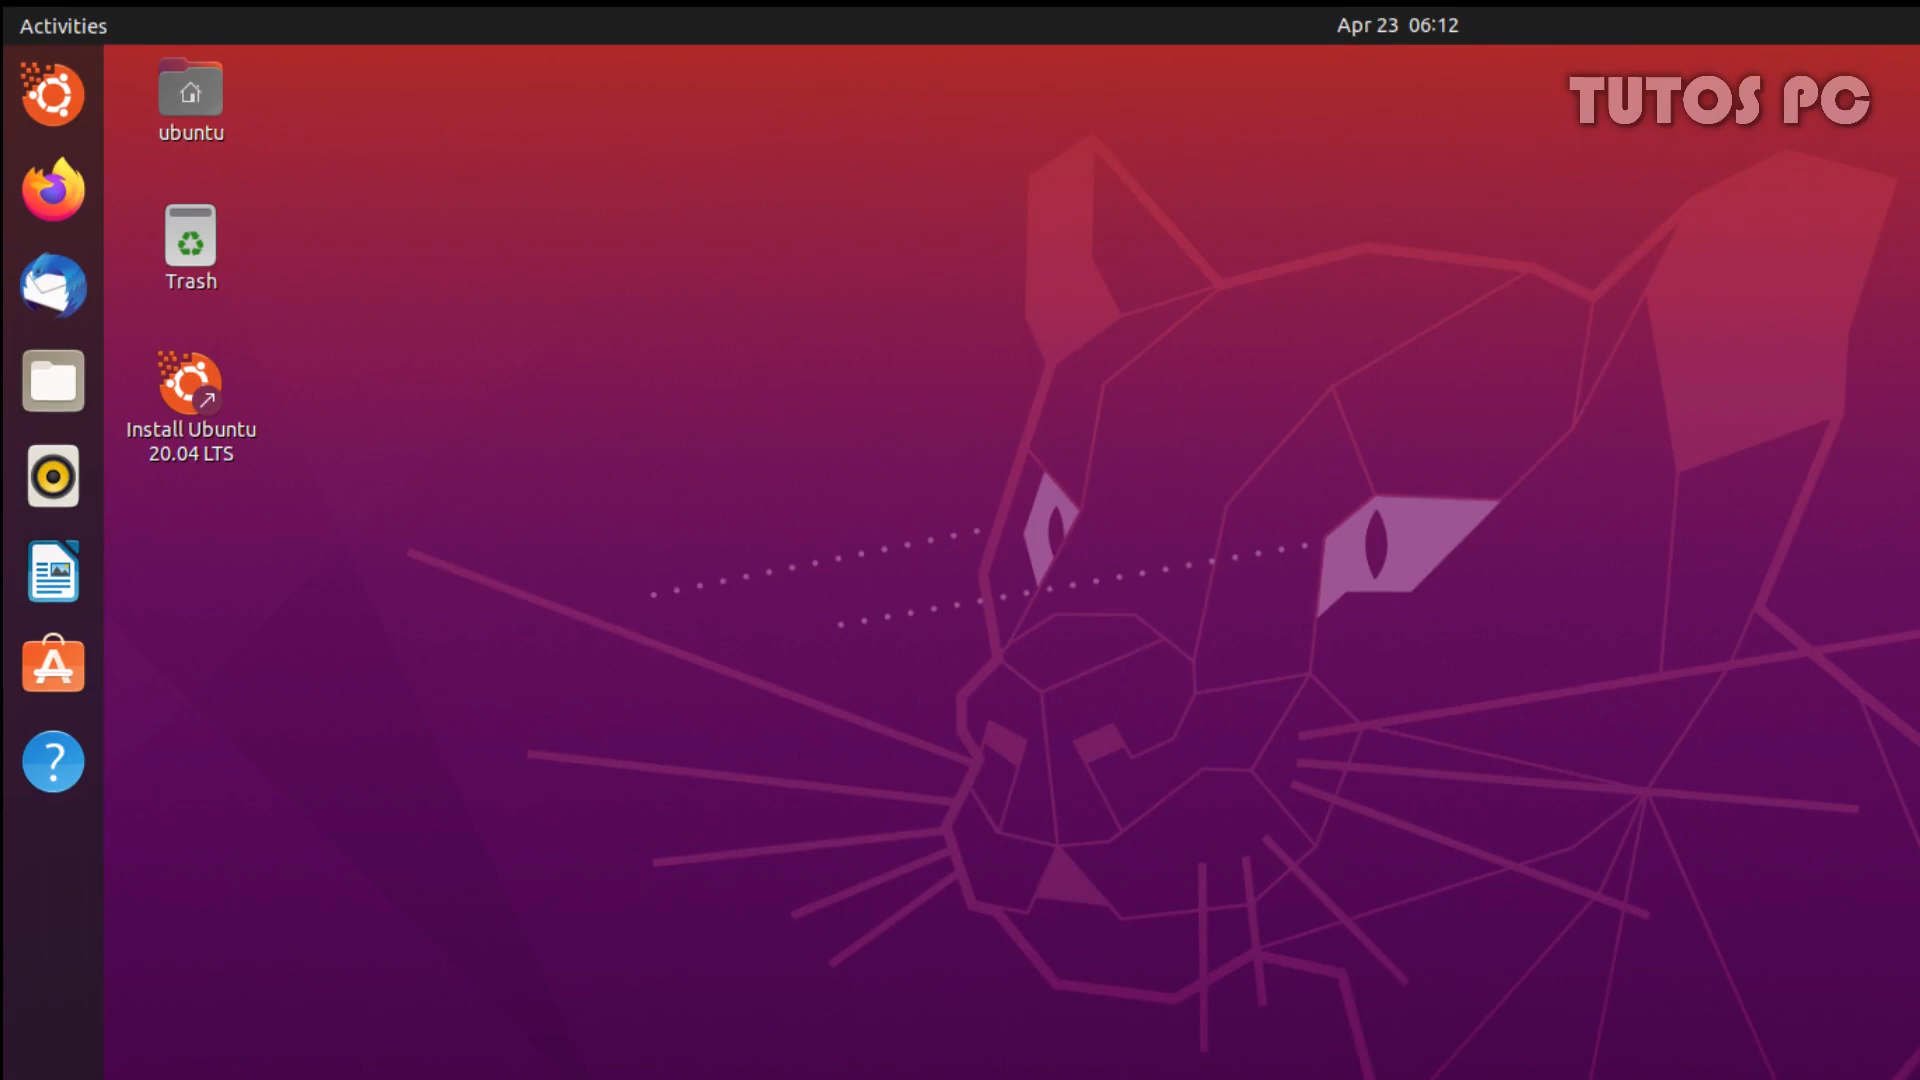 Activities
Apr 23 06:12
TUTOS PC
ubuntu
Trash
Install Ubuntu
20.04 LTS